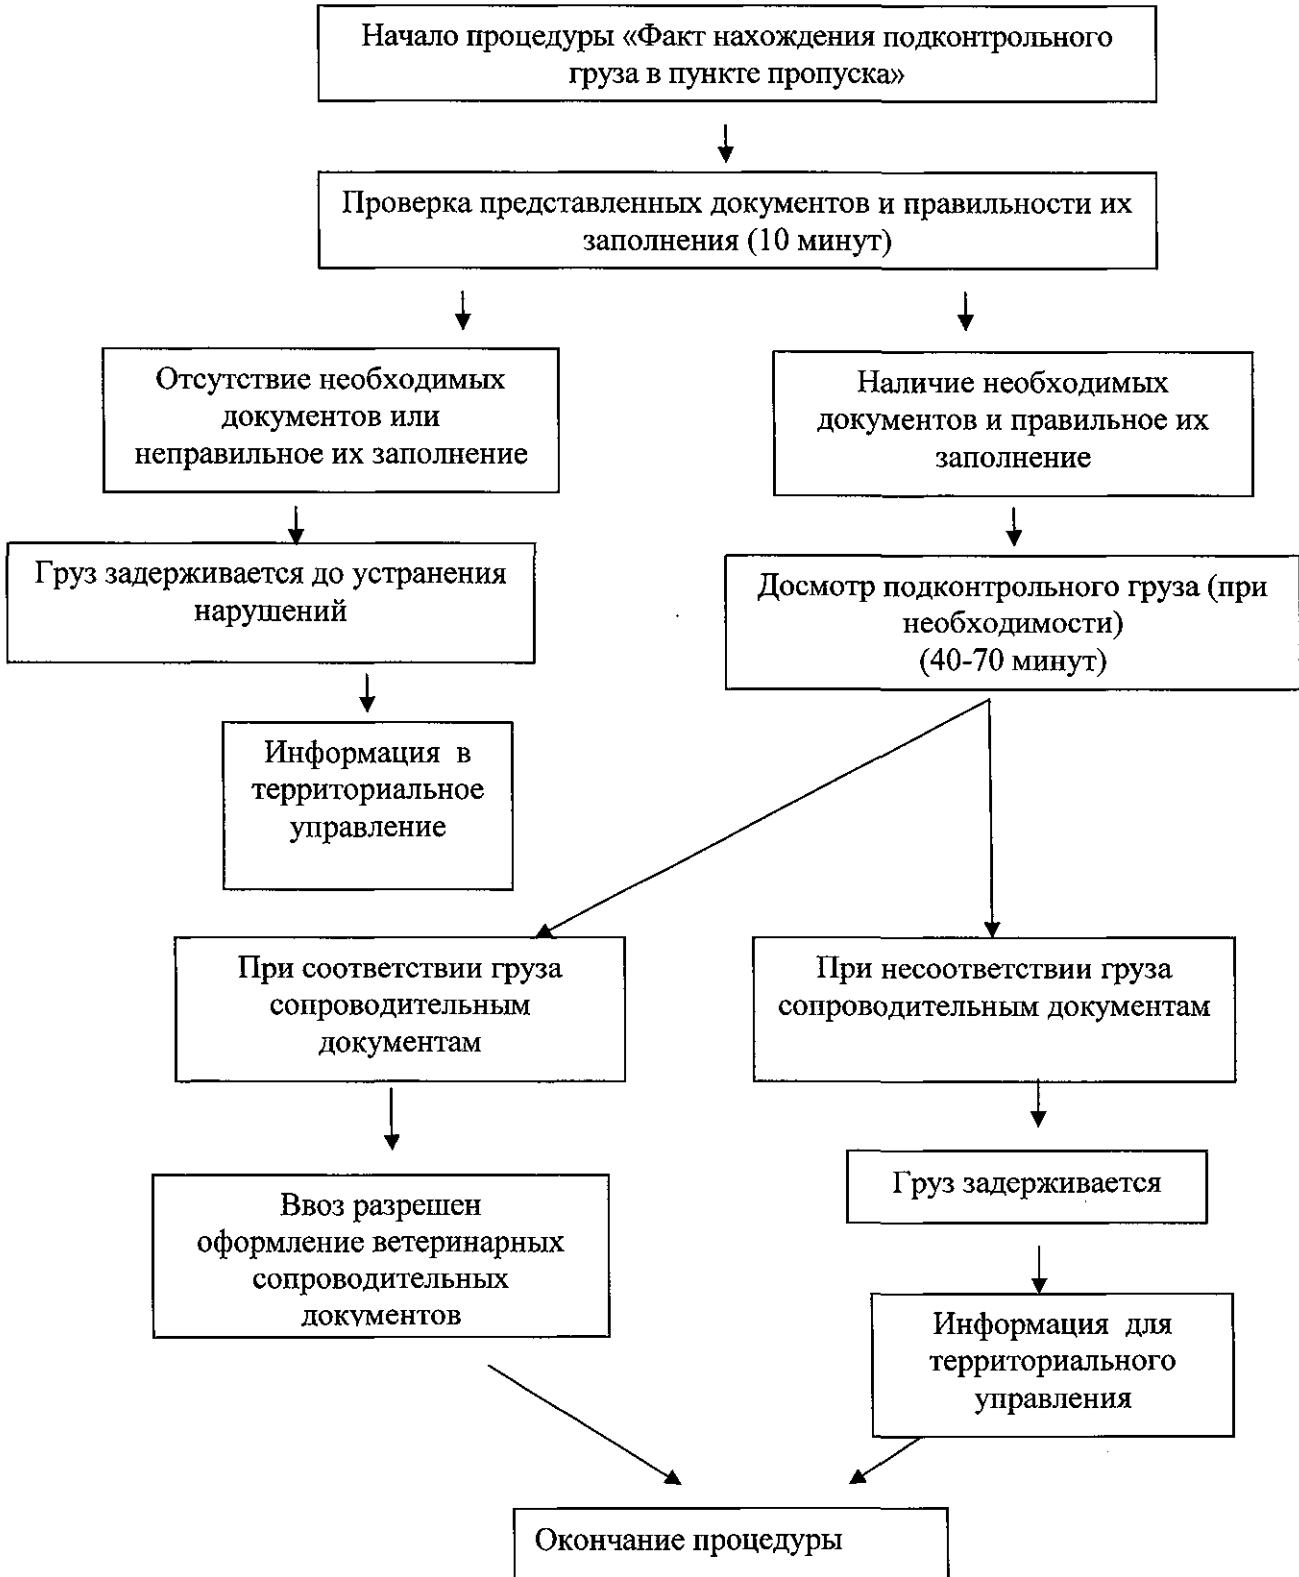 Начало процедуры «Факт нахождения подконтрольного
груза в пункте пропуска»
Проверка представленных документов и правильности их
заполнения (10 минут)
Отсутствие необходимых
документов или
неправильное их заполнение
Наличие необходимых
документов и правильное их
заполнение
Груз задерживается до устранения
нарушений
Досмотр подконтрольного груза (при
необходимости)
(40-70 минут)
Информация в
территориальное
управление
При соответствии груза
сопроводительным
документам
При несоответствии груза
сопроводительным документам
Груз задерживается
Ввоз разрешен
оформление ветеринарных
сопроводительных
документов
Информация для
территориального
управления
Окончание процедуры